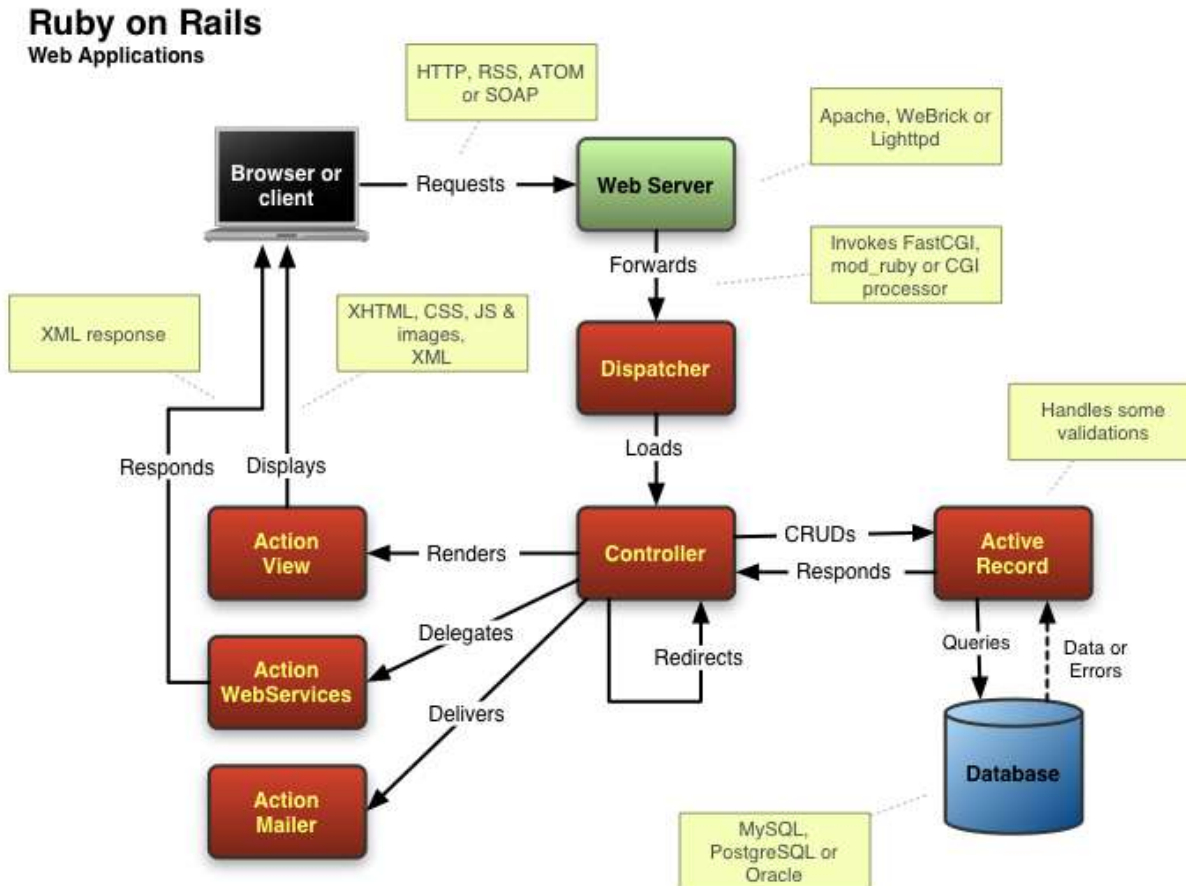 Ruby on Rails
Web Applications
HTTP, RSS, ATOM
or SOAP
Apache, WeBrick or
Lighttpd
Browser or
client
Requests
Web Server
Forwards
Invokes FastCGI,
mod_ruby or CGI
processor
XML response
XHTML, CSS, JS &
images,
XML
Dispatcher
Handles some
validations
Loads
Responds
Displays
Action
View
Renders
Controller
CRUDs
Responds
Active
Record
Delegates
Redirects
Queries
Data or
Errors
Action
WebServices
Delivers
Action
Mailer
Database
MySQL,
PostgreSQL or
Oracle